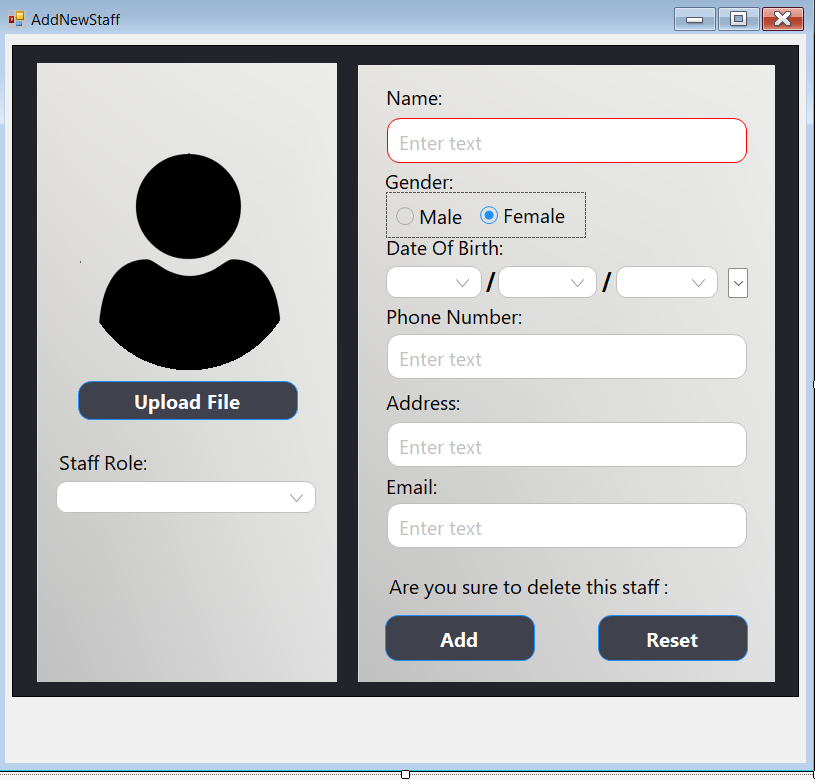 AddNewStaff
Upload File
Staff Role:
Name:
Enter text
Gender:
Male Female
Date Of Birth:
/ /
Phone Number:
Enter text
Address:
Enter text
Email:
Enter text
Are you sure to delete this staff :
Add Reset